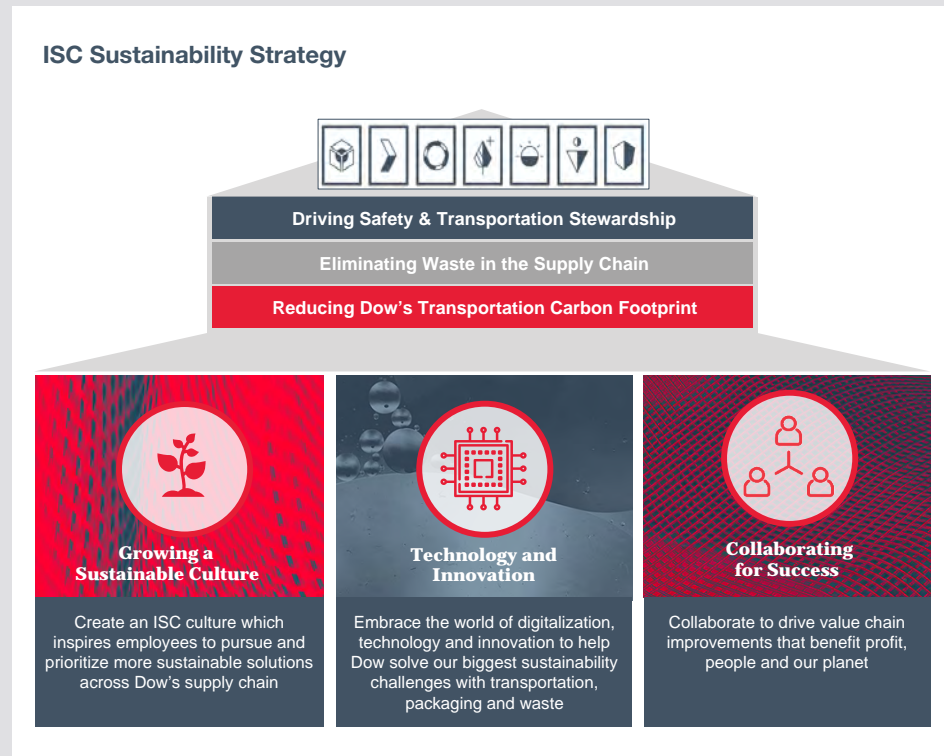 ISC Sustainability Strategy
Driving Safety & Transportation Stewardship
Eliminating Waste in the Supply Chain
Reducing Dow’s Transportation Carbon Footprint
Growing a
Sustainable Culture
Create an ISC culture which
inspires employees to pursue and
prioritize more sustainable solutions
across Dow’s supply chain
Technology and
Innovation
Embrace the world of digitalization,
technology and innovation to help
Dow solve our biggest sustainability
challenges with transportation,
packaging and waste
Collaborating
for Success
Collaborate to drive value chain
improvements that benefit profit,
people and our planet